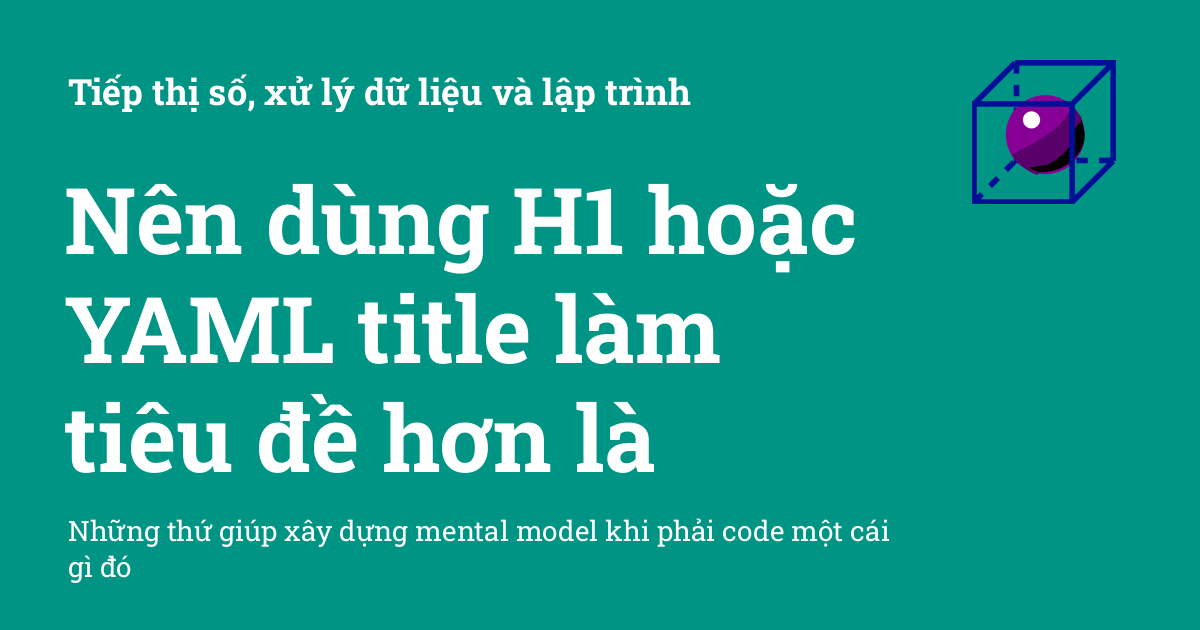 Tiếp thị số, xử lý dữ liệu và lập trình
Nên dùng H1 hoặc
YAML title làm
tiêu đề hơn là
Những thứ giúp xây dựng mental model khi phải code một cái
gì đó